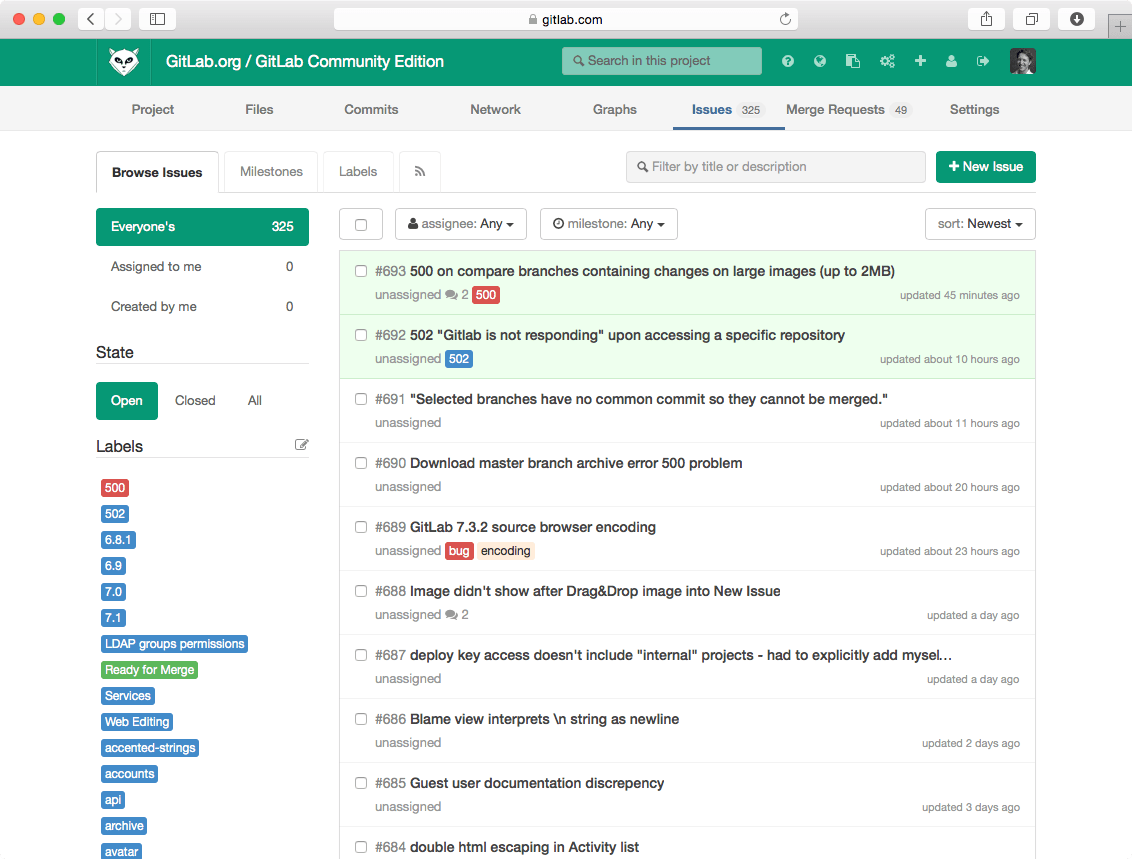 gitlab.com
GitLab.org / GitLab Community Edition
Search in this project
Project Files Commits Network Graphs Issues 325 Merge Requests 49 Settings
Browse Issues Milestones Labels
Filter by title or description
New Issue
Everyone's 325
Assigned to me 0
Created by me 0
State
Open Closed All
Labels
500
502
6.8.1
6.9
7.0
7.1
LDAP groups permissions
Ready for Merge
Services
Web Editing
accented-strings
accounts
api
archive
avatar
assignee: Any milestone: Any sort: Newest
#693 500 on compare branches containing changes on large images (up to 2MB)
unassigned 2 500 updated 45 minutes ago
#692 502 "Gitlab is not responding" upon accessing a specific repository
unassigned 502 updated about 10 hours ago
#691 "Selected branches have no common commit so they cannot be merged."
unassigned updated about 11 hours ago
#690 Download master branch archive error 500 problem
unassigned updated about 20 hours ago
#689 GitLab 7.3.2 source browser encoding
unassigned bug encoding updated about 23 hours ago
#688 Image didn't show after Drag&Drop image into New Issue
unassigned 2 updated a day ago
#687 deploy key access doesn't include "internal" projects - had to explicitly add mysel…
unassigned updated a day ago
#686 Blame view interprets \n string as newline
unassigned updated 2 days ago
#685 Guest user documentation discrepency
unassigned updated 3 days ago
#684 double html escaping in Activity list